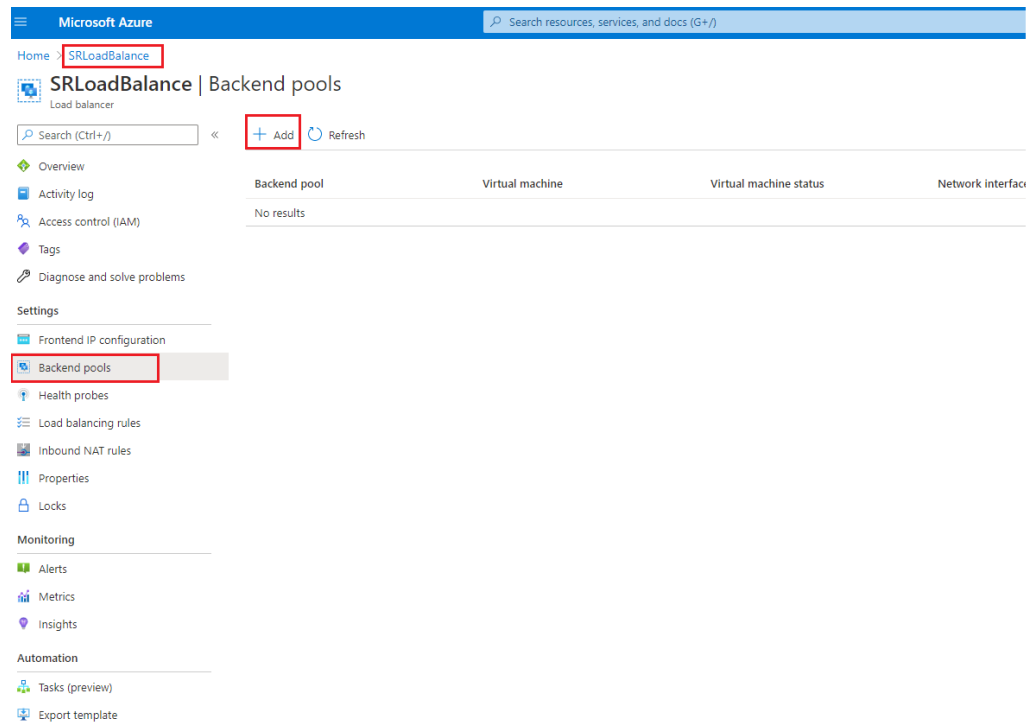 Microsoft Azure
Search resources, services, and docs (G+/)
Home > SRLoadBalance
SRLoadBalance | Backend pools
Load balancer
Search (Ctrl+/)
«
+ Add
Refresh
Overview
Activity log
Access control (IAM)
Tags
Diagnose and solve problems
Settings
Frontend IP configuration
Backend pools
Health probes
Load balancing rules
Inbound NAT rules
Properties
Locks
Monitoring
Alerts
Metrics
Insights
Automation
Tasks (preview)
Export template
Backend pool Virtual machine Virtual machine status Network interface
No results